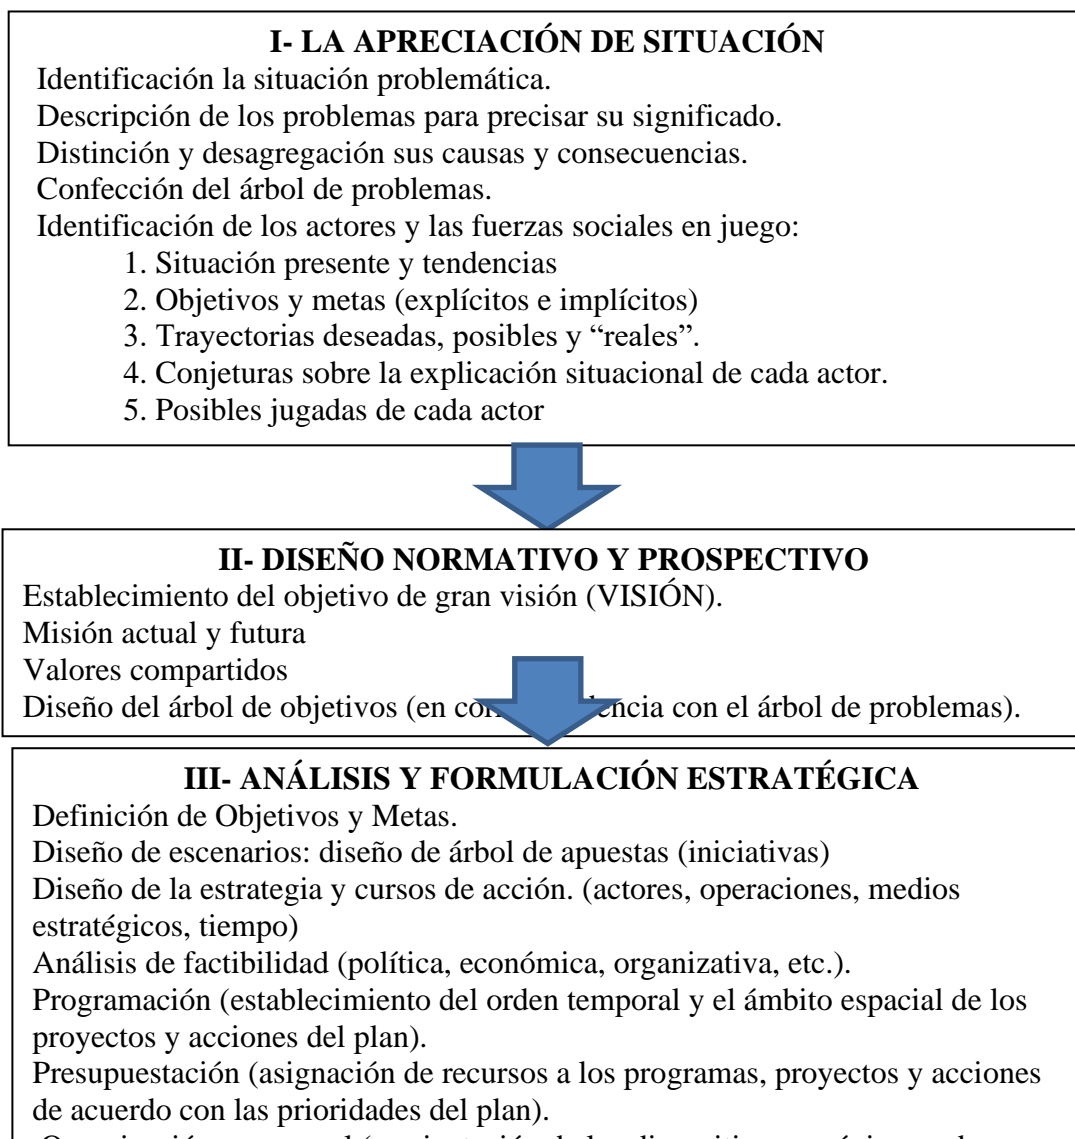 I- LA APRECIACIÓN DE SITUACIÓN
Identificación la situación problemática.
Descripción de los problemas para precisar su significado.
Distinción y desagregación sus causas y consecuencias.
Confección del árbol de problemas.
Identificación de los actores y las fuerzas sociales en juego:
1. Situación presente y tendencias
2. Objetivos y metas (explícitos e implícitos)
3. Trayectorias deseadas, posibles y “reales”.
4. Conjeturas sobre la explicación situacional de cada actor.
5. Posibles jugadas de cada actor
II- DISEÑO NORMATIVO Y PROSPECTIVO
Establecimiento del objetivo de gran visión (VISIÓN).
Misión actual y futura
Valores compartidos
Diseño del árbol de objetivos (en con el árbol de problemas).
III- ANÁLISIS Y FORMULACIÓN ESTRATÉGICA
Definición de Objetivos y Metas.
Diseño de escenarios: diseño de árbol de apuestas (iniciativas)
Diseño de la estrategia y cursos de acción. (actores, operaciones, medios
estratégicos, tiempo)
Análisis de factibilidad (política, económica, organizativa, etc.).
Programación (establecimiento del orden temporal y el ámbito espacial de los
proyectos y acciones del plan).
Presupuestación (asignación de recursos a los programas, proyectos y acciones
de acuerdo con las prioridades del plan).